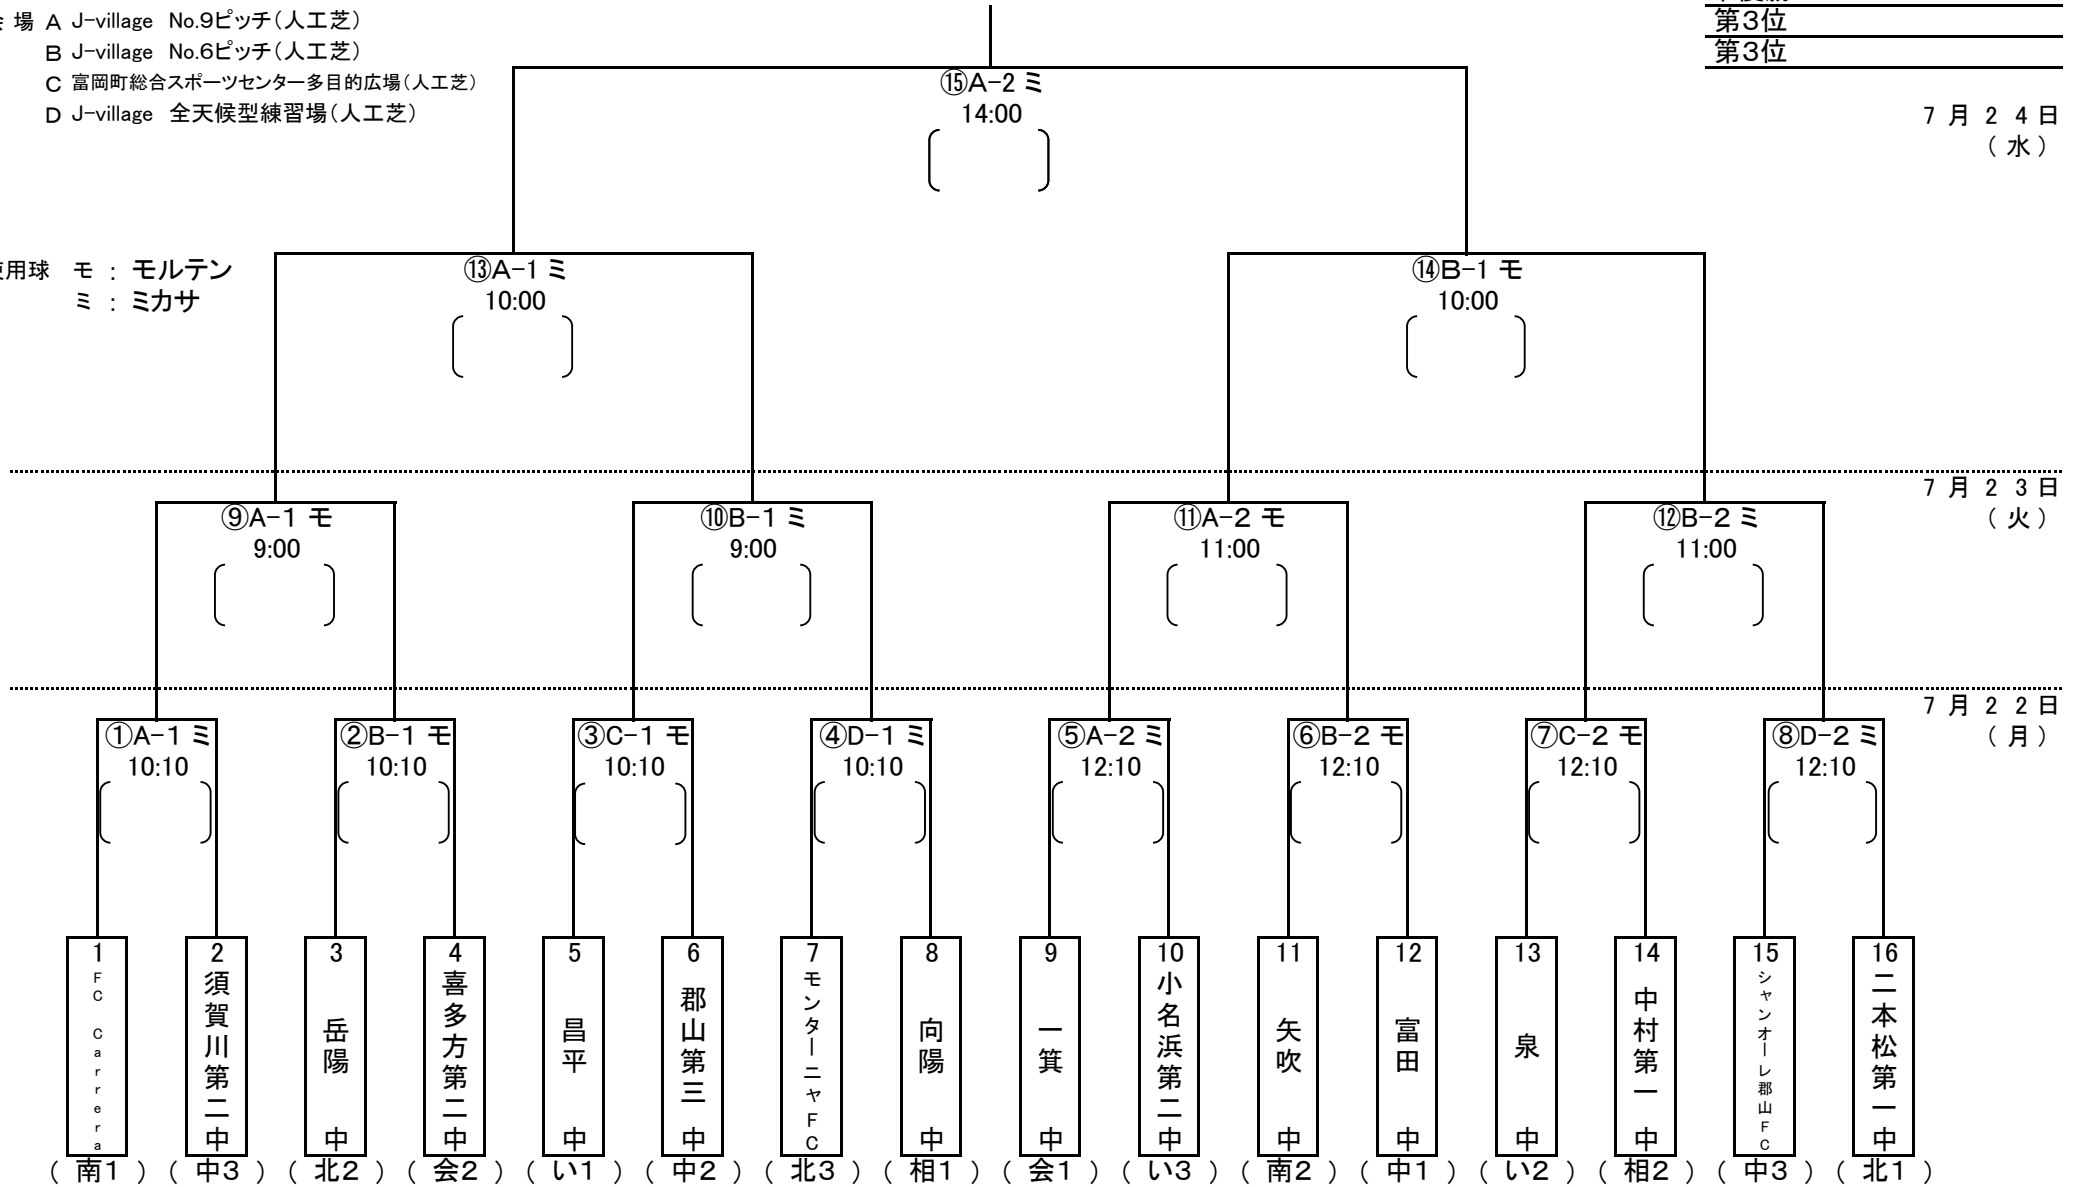 場 A J-village No.9ピッチ(人工芝)
B J-village No.6ピッチ(人工芝)
C 富岡町総合スポーツセンター多目的広場(人工芝)
D J-village 全天候型練習場(人工芝)
第3位
第3位
⑮A-2 ミ
14:00
7月24日
(水)
用球 モ : モルテン
ミ : ミカサ
⑬A-1 ミ
10:00
⑭B-1 モ
10:00
7月23日
(火)
⑨A-1 モ
9:00
⑩B-1 ミ
9:00
⑪A-2 モ
11:00
⑫B-2 ミ
11:00
7月22日
(月)
①A-1 ミ
10:10
②B-1 モ
10:10
③C-1 モ
10:10
④D-1 ミ
10:10
⑤A-2 ミ
12:10
⑥B-2 モ
12:10
⑦C-2 モ
12:10
⑧D-2 ミ
12:10
1 FC Carrera
(南1)
2 須賀川第二中
(中3)
3 岳陽中
(北2)
4 喜多方第二中
(会2)
5 昌平中
(い1)
6 郡山第三中
(中2)
7 モンターニャFC
(北3)
8 向陽中
(相1)
9 一箕中
(会1)
10 小名浜第二中
(い3)
11 矢吹中
(南2)
12 富田中
(中1)
13 泉中
(い2)
14 中村第一中
(相2)
15 シャンオーレ郡山FC
(中3)
16 二本松第一中
(北1)